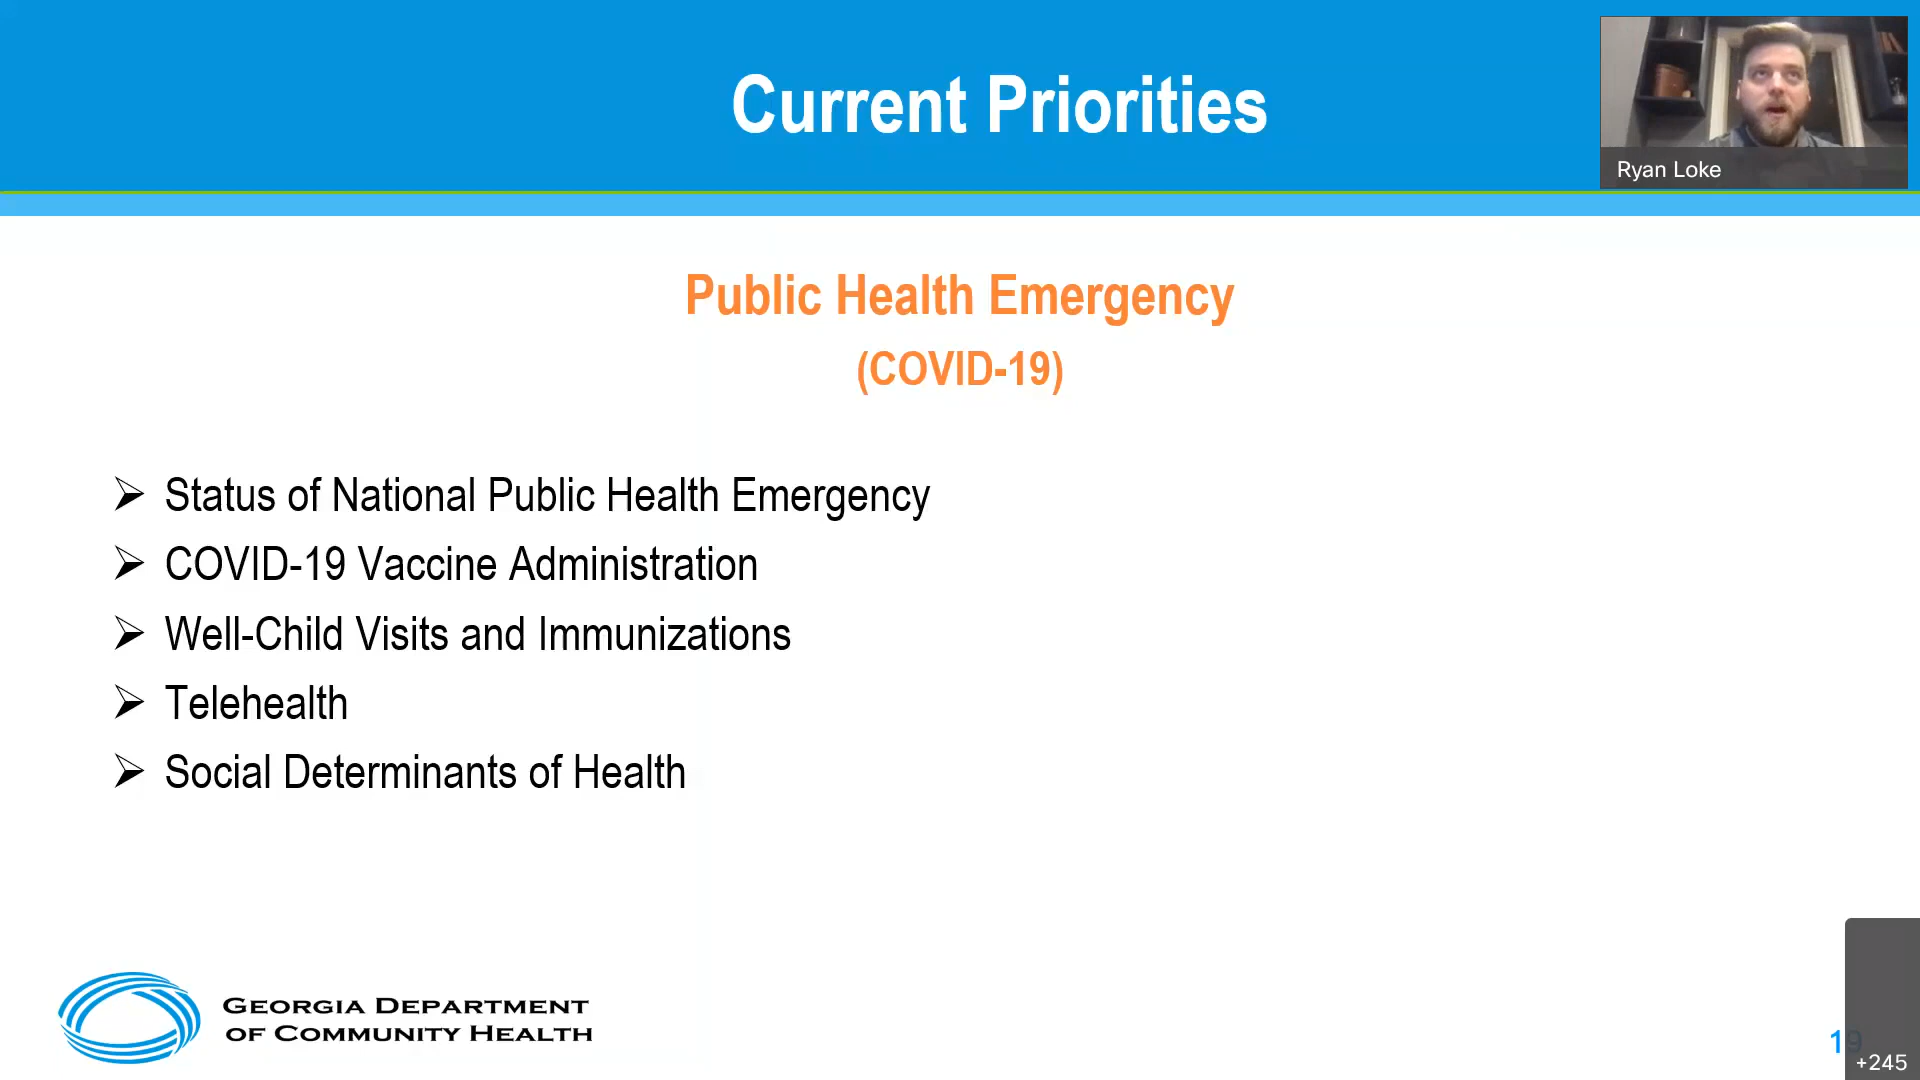 Current Priorities
Ryan Loke
Public Health Emergency
(COVID-19)
Status of National Public Health Emergency
COVID-19 Vaccine Administration
Well-Child Visits and Immunizations
Telehealth
Social Determinants of Health
GEORGIA DEPARTMENT
OF COMMUNITY HEALTH
19
+245